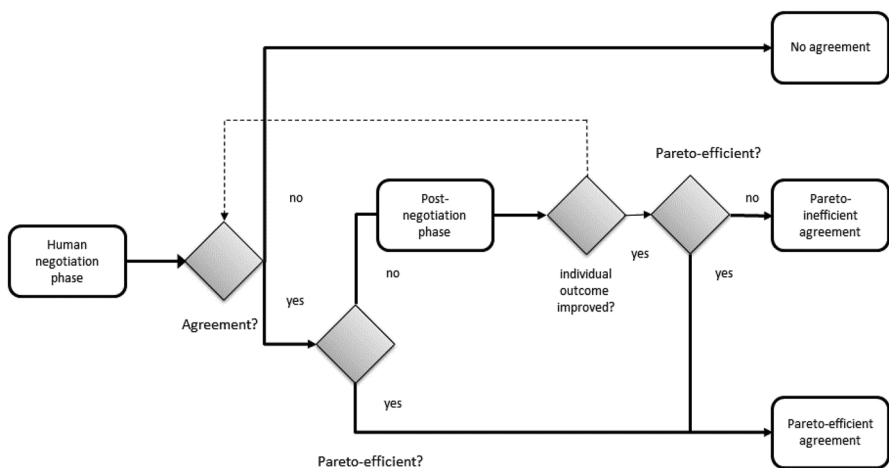 No agreement
Pareto-efficient?
no
Post-
negotiation
phase
no
Pareto-
inefficient
agreement
Human
negotiation
phase
no
yes
yes
individual
outcome
improved?
yes
Agreement?
yes
Pareto-efficient
agreement
Pareto-efficient?